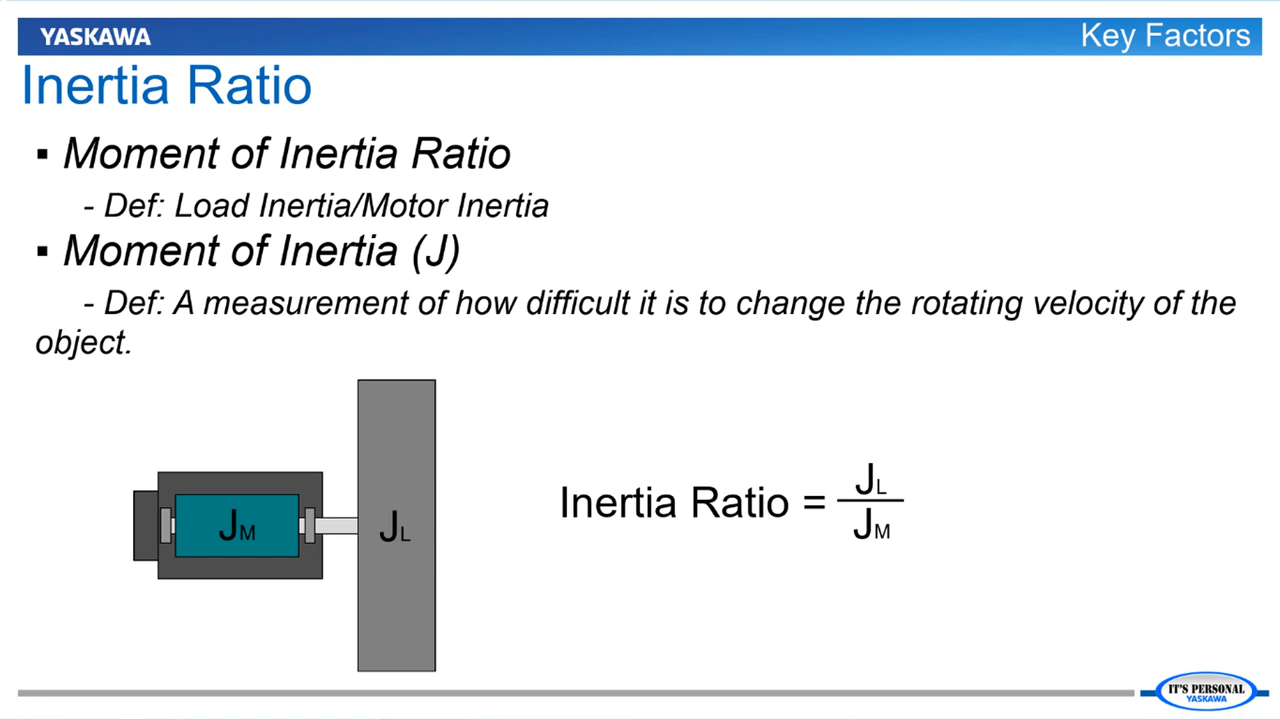 YASKAWA
Key Factors
Inertia Ratio
▪ Moment of Inertia Ratio
- Def: Load Inertia/Motor Inertia
▪ Moment of Inertia (J)
- Def: A measurement of how difficult it is to change the rotating velocity of the
object.
JM
JL
Inertia Ratio = JL/JM
IT'S PERSONAL
YASKAWA